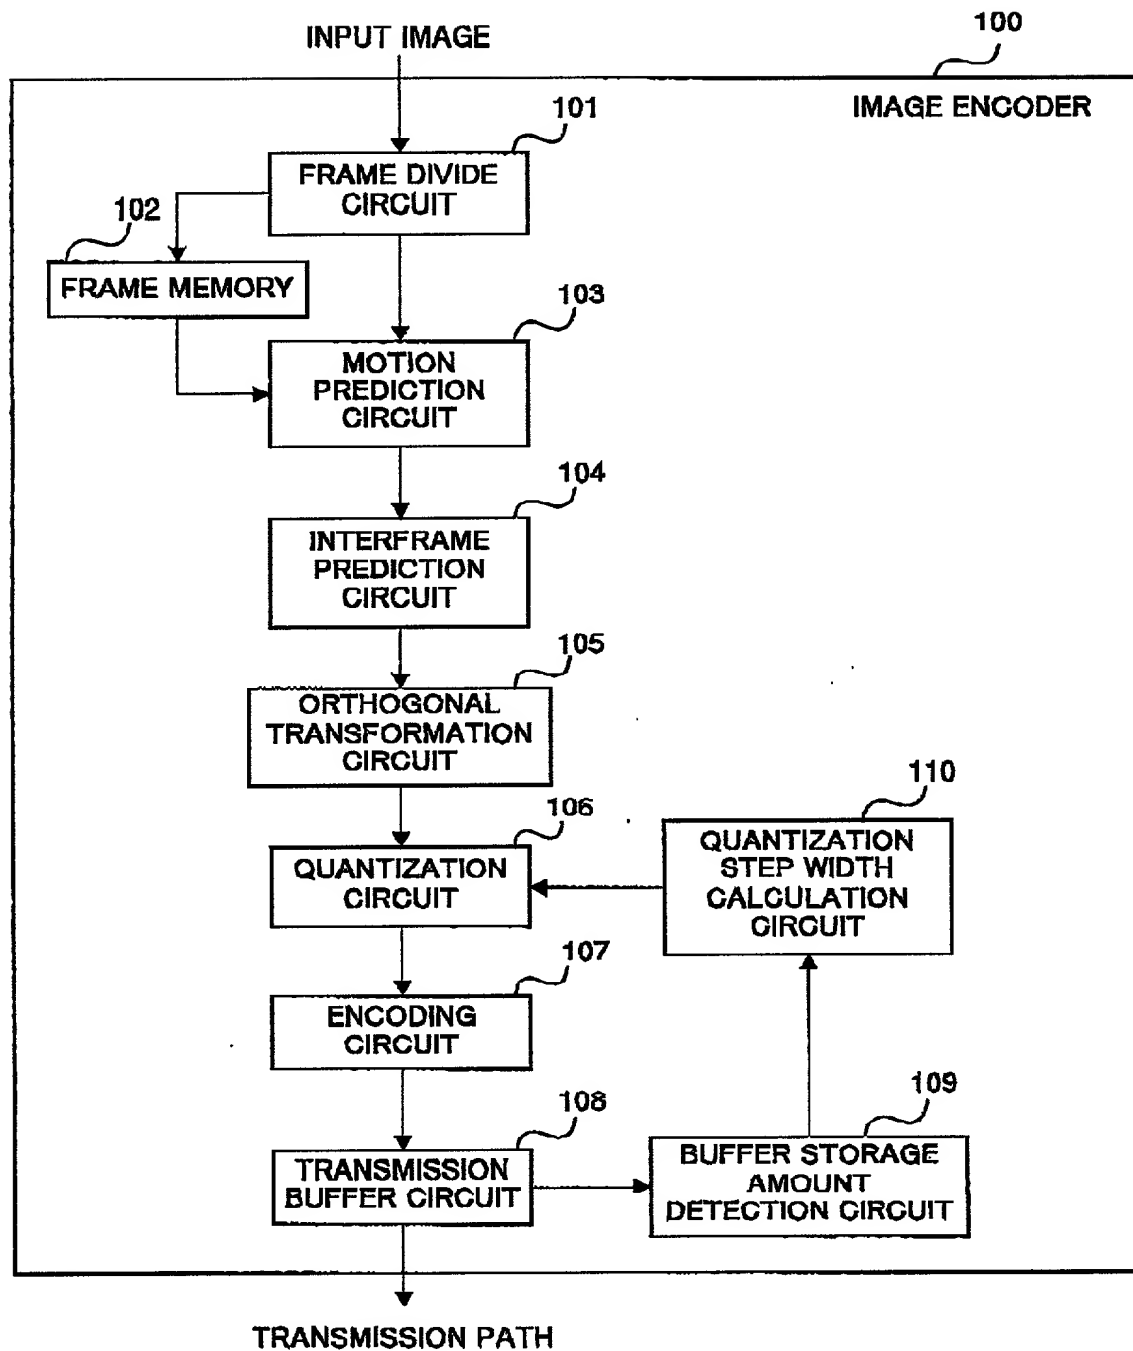 INPUT IMAGE
100
IMAGE ENCODER
101
FRAME DIVIDE
CIRCUIT
102
FRAME MEMORY
103
MOTION
PREDICTION
CIRCUIT
104
INTERFRAME
PREDICTION
CIRCUIT
105
ORTHOGONAL
TRANSFORMATION
CIRCUIT
106
QUANTIZATION
CIRCUIT
110
QUANTIZATION
STEP WIDTH
CALCULATION
CIRCUIT
107
ENCODING
CIRCUIT
108
TRANSMISSION
BUFFER CIRCUIT
109
BUFFER STORAGE
AMOUNT
DETECTION CIRCUIT
TRANSMISSION PATH